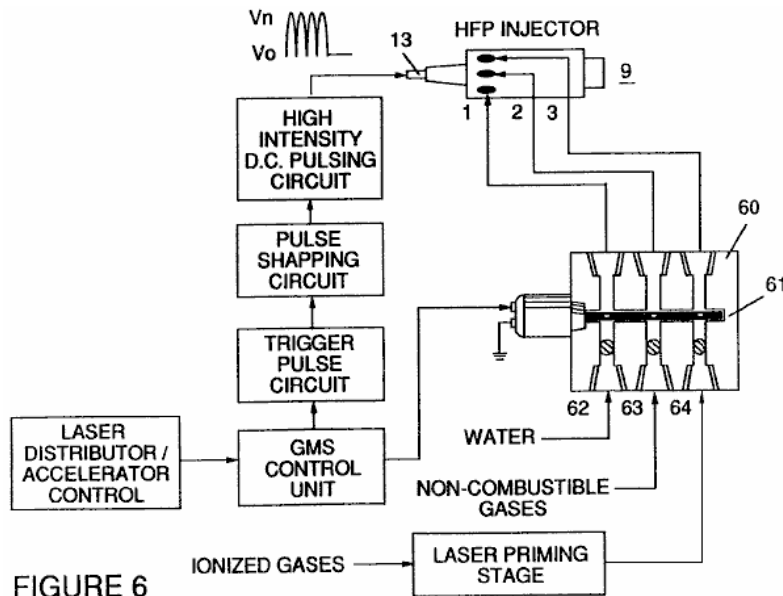 Vn
Vo
13
HFP INJECTOR
9
1 2 3
HIGH
INTENSITY
D.C. PULSING
CIRCUIT
PULSE
SHAPPING
CIRCUIT
TRIGGER
PULSE
CIRCUIT
60
61
62 63 64
LASER
DISTRIBUTOR /
ACCELERATOR
CONTROL
GMS
CONTROL
UNIT
WATER
NON-COMBUSTIBLE
GASES
IONIZED GASES
LASER PRIMING
STAGE
FIGURE 6